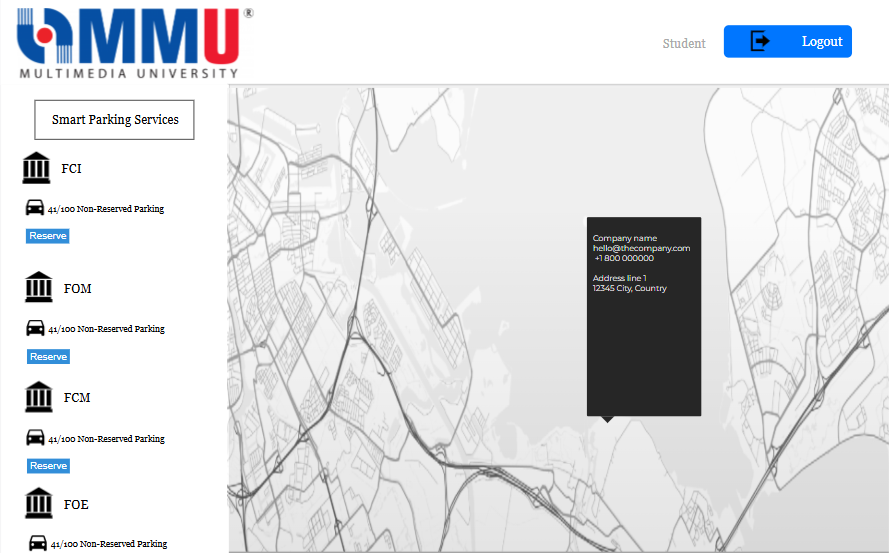 MMU®
MULTIMEDIA UNIVERSITY
Student
Logout
Smart Parking Services
FCI
41/100 Non-Reserved Parking
Reserve
FOM
41/100 Non-Reserved Parking
Reserve
FCM
41/100 Non-Reserved Parking
Reserve
FOE
41/100 Non-Reserved Parking
Company name
hello@thecompany.com
+1 800 000000
Address line 1
12345 City, Country